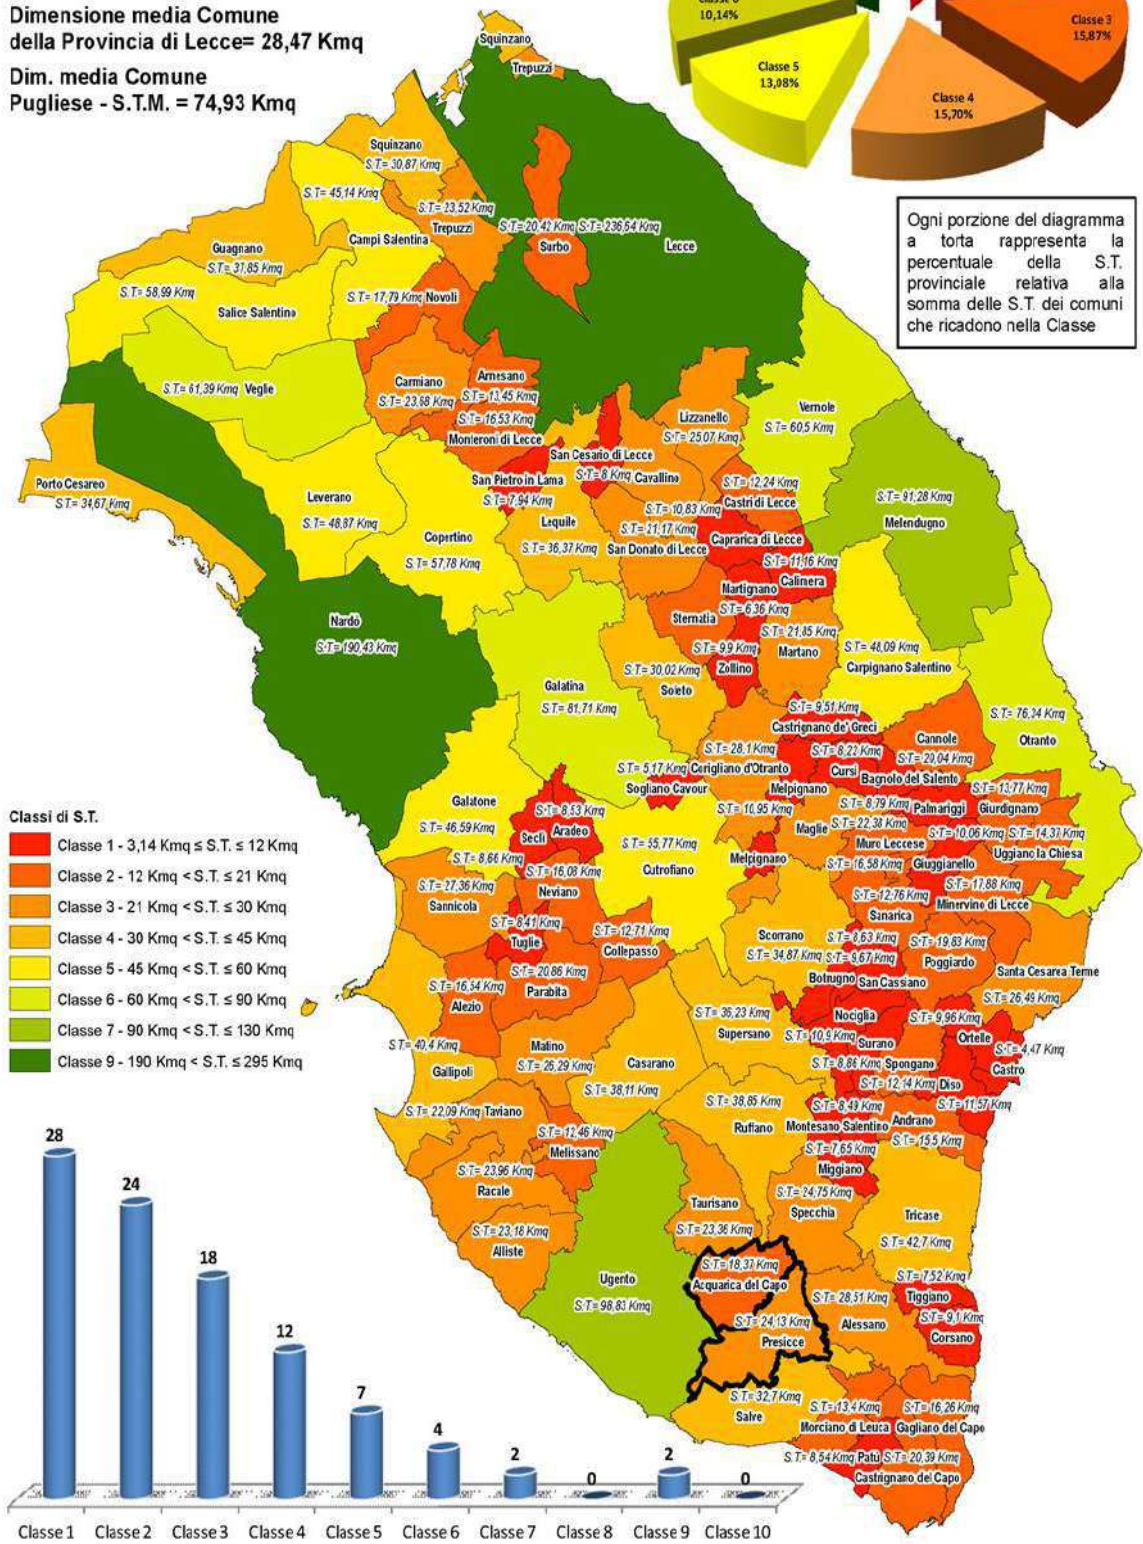 Dimensione media Comune
della Provincia di Lecce= 28,47 Kmq
Dim. media Comune
Pugliese - S.T.M. = 74,93 Kmq
10,14%
Classe 3
15,87%
Classe 5
13,08%
Classe 4
15,70%
Ogni porzione del diagramma
a torta rappresenta la
percentuale della S.T.
provinciale relativa alla
somma delle S.T. dei comuni
che ricadono nella Classe
Squinzano
Trepuzzi
Squinzano
S.T= 30,87 Kmq
S.T= 45,14 Kmq
Campi Salentina
S.T= 23,52 Kmq
Trepuzzi
S.T= 20,42 Kmq
Surbo
S.T= 236,64 Kmq
Lecce
Guagnano
S.T= 37,85 Kmq
S.T= 58,99 Kmq
Salice Salentino
S.T= 17,79 Kmq Novoli
S.T.= 61,39 Kmq Veglie
Carmiano
S.T= 23,68 Kmq
Arnesano
S.T= 13,45 Kmq
S.T= 16,53 Kmq
Monteroni di Lecce
Lizzanello
S.T= 25,07 Kmq
Vernole
S.T= 60,5 Kmq
San Cesario di Lecce
S.T= 8 Kmq Cavallino
San Pietro in Lama
S.T= 7,94 Kmq
Porto Cesareo
S.T= 34,67 Kmq
Leverano
S.T= 48,87 Kmq
Copertino
S.T= 57,78 Kmq
Lequile
S.T= 36,37 Kmq
S.T= 12,24 Kmq
Castri di Lecce
S.T= 10,83 Kmq
Caprarica di Lecce
S.T= 21,17 Kmq
San Donato di Lecce
S.T= 91,28 Kmq
Melendugno
S.T= 11,16 Kmq
Calimera
Martignano
S.T= 6,36 Kmq
Sternatia
S.T= 9,9 Kmq
Zollino
S.T= 21,85 Kmq
Martano
S.T= 48,09 Kmq
Carpignano Salentino
Nardò
S.T= 190,43 Kmq
Galatina
S.T= 81,71 Kmq
S.T= 30,02 Kmq
Soleto
S.T= 9,51 Kmq
Castrignano de' Greci
S.T= 76,34 Kmq
Otranto
Cannole
S.T= 20,04 Kmq
S.T= 28,1 Kmq
Corigliano d'Otranto
S.T= 8,22 Kmq
Cursi
Bagnolo del Salento
S.T= 5,17 Kmq
Sogliano Cavour
Melpignano
S.T= 10,95 Kmq
Melpignano
Maglie
S.T= 22,38 Kmq
S.T= 8,79 Kmq
Palmariggi
S.T= 13,77 Kmq
Giurdignano
Muro Leccese
S.T= 16,58 Kmq
S.T= 10,06 Kmq
Giuggianello
S.T= 14,37 Kmq
Uggiano la Chiesa
Galatone
S.T= 46,59 Kmq
S.T= 8,53 Kmq
Aradeo
Seclì
S.T= 8,66 Kmq
S.T= 55,77 Kmq
Cutrofiano
S.T= 16,08 Kmq
Neviano
S.T= 27,36 Kmq
Sannicola
S.T= 8,41 Kmq
Tuglie
S.T= 12,71 Kmq
Collepasso
S.T= 17,88 Kmq
Minervino di Lecce
S.T= 12,76 Kmq
Sanarica
Scorrano
S.T= 34,87 Kmq
S.T= 8,63 Kmq
S.T= 9,67 Kmq
Botrugno
San Cassiano
S.T= 19,83 Kmq
Poggiardo
Santa Cesarea Terme
S.T= 26,49 Kmq
S.T= 20,86 Kmq
Parabita
S.T= 16,54 Kmq
Alezio
S.T= 40,4 Kmq
Gallipoli
Matino
S.T= 26,29 Kmq
Casarano
S.T= 38,11 Kmq
S.T= 36,23 Kmq
Supersano
Nociglia
S.T= 10,9 Kmq
Surano
S.T= 8,86 Kmq
Spongano
S.T= 9,96 Kmq
Ortelle
S.T= 4,47 Kmq
Castro
S.T= 12,14 Kmq Diso
S.T= 11,57 Kmq
S.T= 22,09 Kmq Taviano
S.T= 38,85 Kmq
Ruffano
S.T= 8,49 Kmq
Montesano Salentino
Andrano
S.T= 15,5 Kmq
S.T= 7,65 Kmq
Miggiano
S.T= 12,46 Kmq
Melissano
S.T= 23,96 Kmq
Racale
S.T= 23,18 Kmq
Alliste
Taurisano
S.T= 23,36 Kmq
S.T= 24,75 Kmq
Specchia
Tricase
S.T= 42,7 Kmq
Ugento
S.T= 98,83 Kmq
S.T= 18,37 Kmq
Acquarica del Capo
S.T= 24,13 Kmq
Presicce
S.T= 7,52 Kmq
Tiggiano
S.T= 28,51 Kmq
Alessano
S.T= 9,1 Kmq
Corsano
S.T= 32,7 Kmq
Salve
S.T= 13,4 Kmq
Morciano di Leuca
S.T= 16,26 Kmq
Gagliano del Capo
S.T= 8,54 Kmq Patù
S.T= 20,39 Kmq
Castrignano del Capo
Classi di S.T.
Classe 1 - 3,14 Kmq ≤ S.T. ≤ 12 Kmq
Classe 2 - 12 Kmq < S.T. ≤ 21 Kmq
Classe 3 - 21 Kmq < S.T. ≤ 30 Kmq
Classe 4 - 30 Kmq < S.T. ≤ 45 Kmq
Classe 5 - 45 Kmq < S.T. ≤ 60 Kmq
Classe 6 - 60 Kmq < S.T. ≤ 90 Kmq
Classe 7 - 90 Kmq < S.T. ≤ 130 Kmq
Classe 9 - 190 Kmq < S.T. ≤ 295 Kmq
28
24
18
12
7
4
2
0
2
0
Classe 1 Classe 2 Classe 3 Classe 4 Classe 5 Classe 6 Classe 7 Classe 8 Classe 9 Classe 10